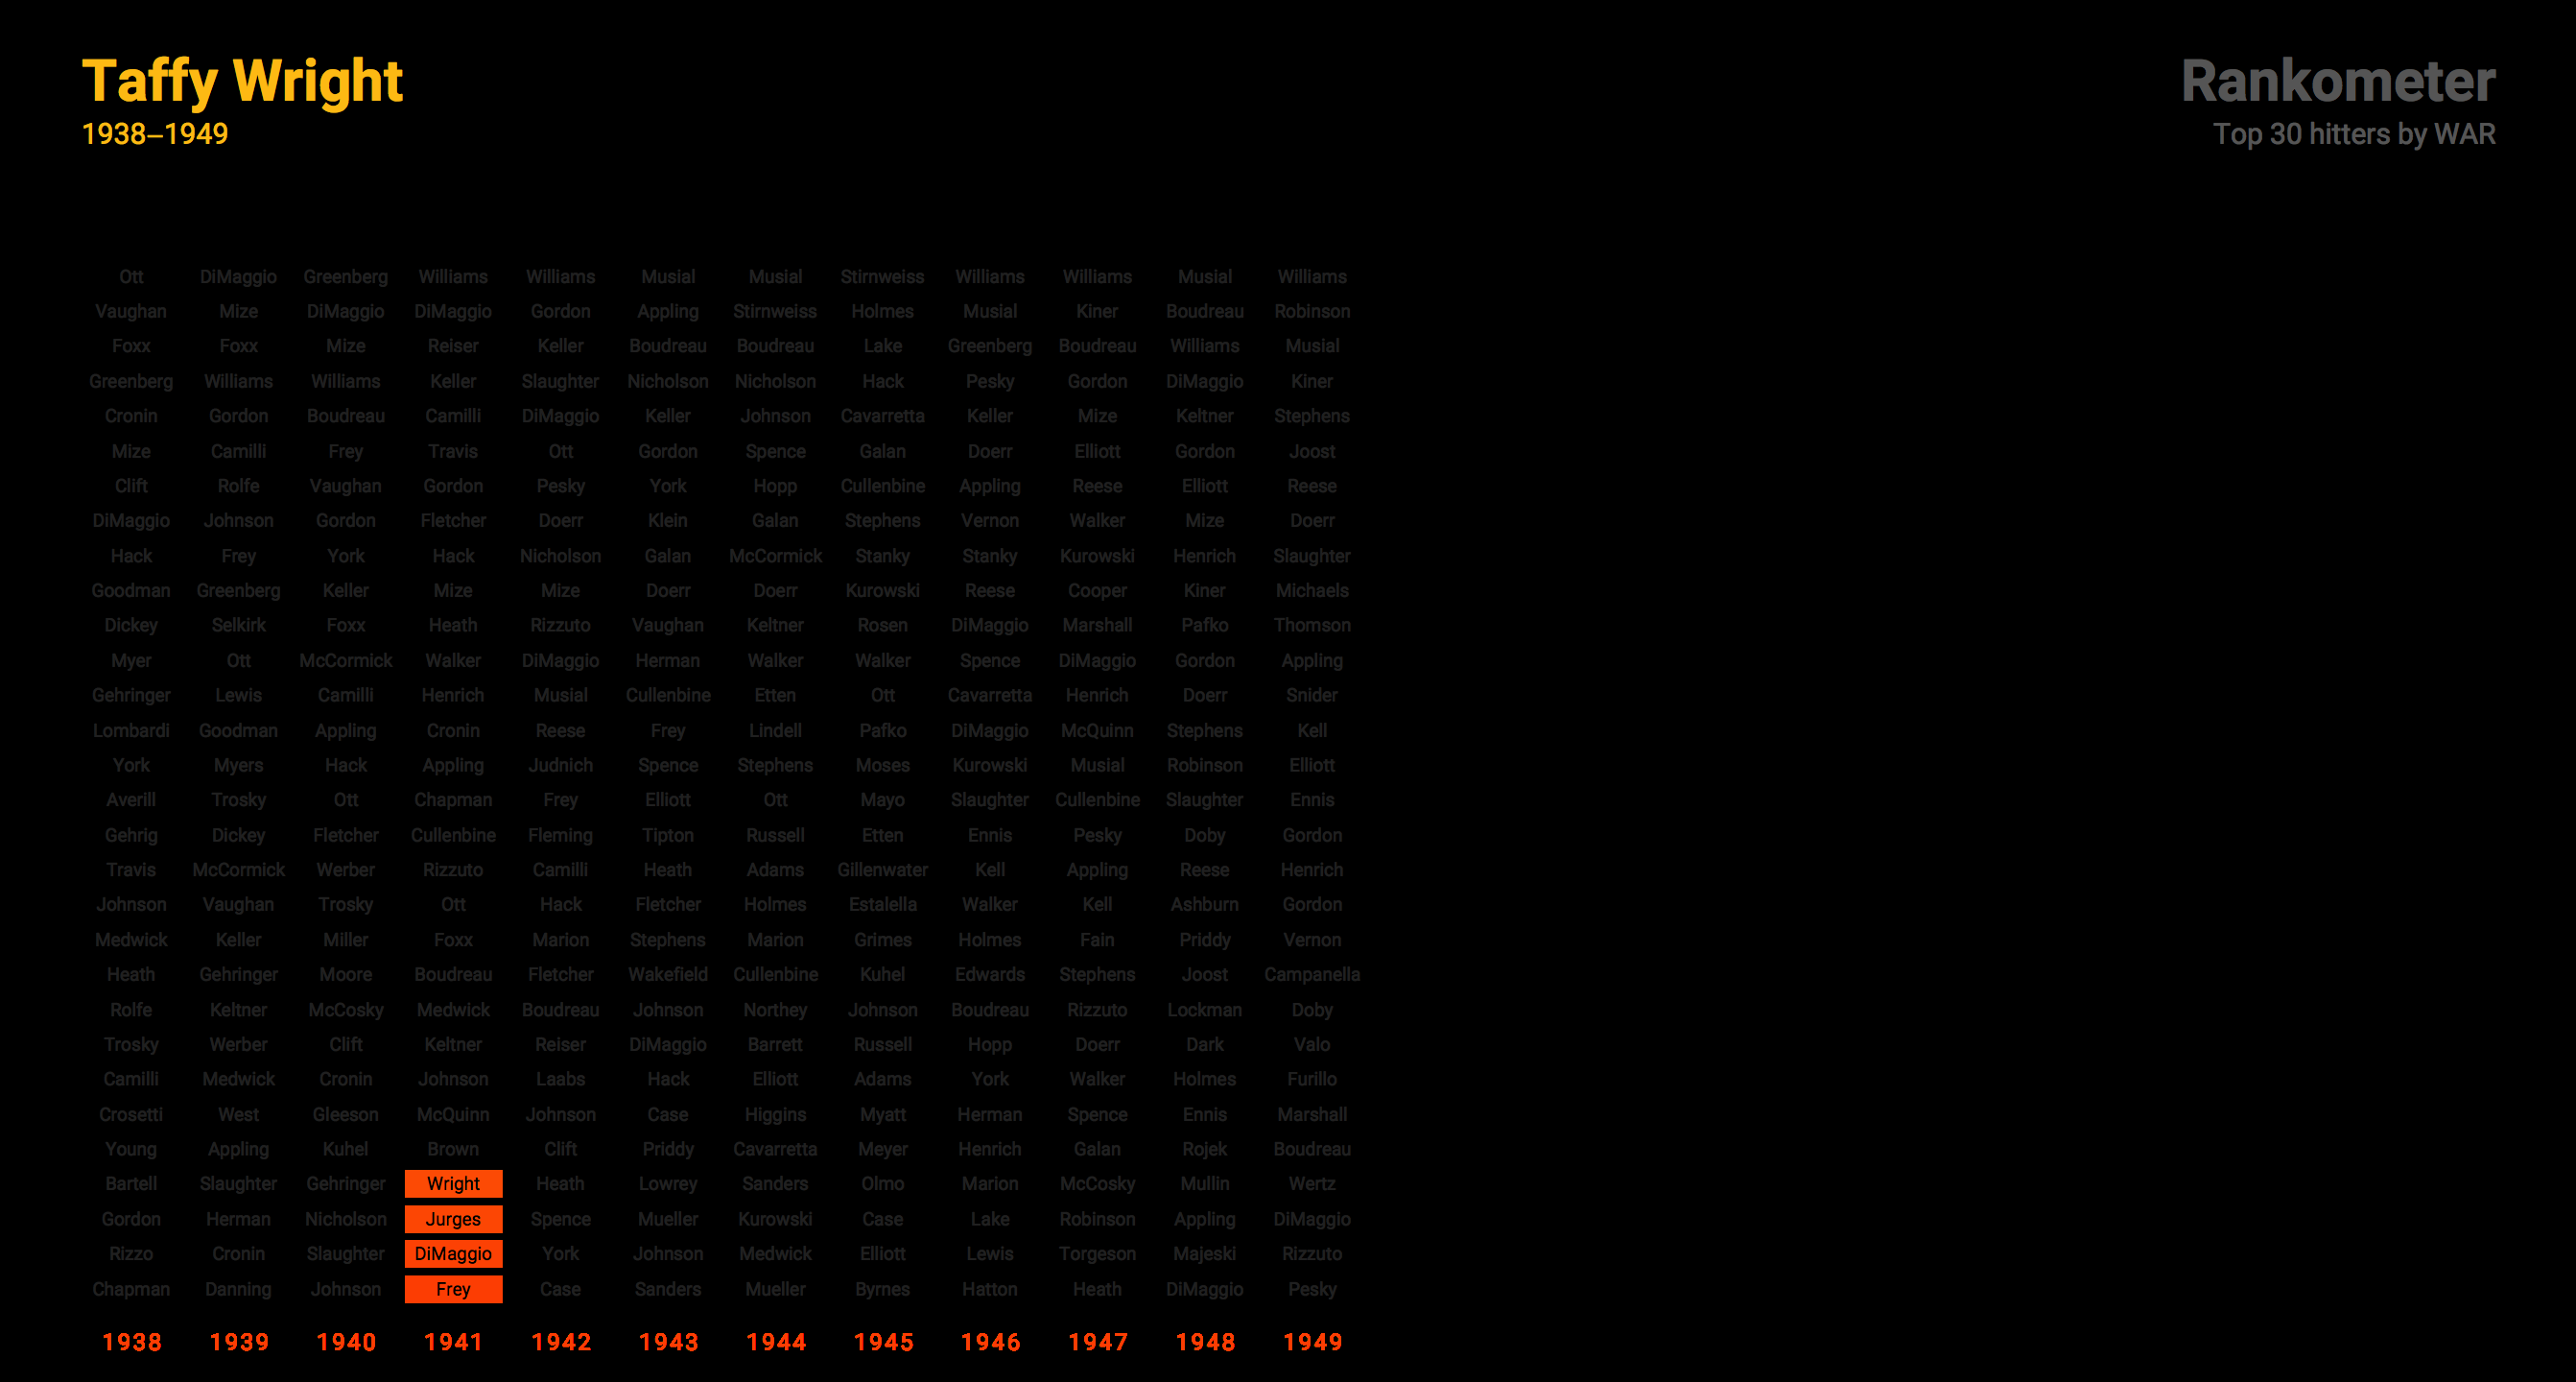 Taffy Wright
1938–1949
Rankometer
Top 30 hitters by WAR
Ott DiMaggio Greenberg Williams Williams Musial Musial Stirnweiss Williams Williams Musial Williams
Vaughan Mize DiMaggio DiMaggio Gordon Appling Stirnweiss Holmes Musial Kiner Boudreau Robinson
Foxx Foxx Mize Reiser Keller Boudreau Boudreau Lake Greenberg Boudreau Williams Musial
Greenberg Williams Williams Keller Slaughter Nicholson Nicholson Hack Pesky Gordon DiMaggio Kiner
Cronin Gordon Boudreau Camilli DiMaggio Keller Johnson Cavarretta Keller Mize Keltner Stephens
Mize Camilli Frey Travis Ott Gordon Spence Galan Doerr Elliott Gordon Joost
Clift Rolfe Vaughan Gordon Pesky York Hopp Cullenbine Appling Reese Elliott Reese
DiMaggio Johnson Gordon Fletcher Doerr Klein Galan Stephens Vernon Walker Mize Doerr
Hack Frey York Hack Nicholson Galan McCormick Stanky Stanky Kurowski Henrich Slaughter
Goodman Greenberg Keller Mize Mize Doerr Doerr Kurowski Reese Cooper Kiner Michaels
Dickey Selkirk Foxx Heath Rizzuto Vaughan Keltner Rosen DiMaggio Marshall Pafko Thomson
Myer Ott McCormick Walker DiMaggio Herman Walker Walker Spence DiMaggio Gordon Appling
Gehringer Lewis Camilli Henrich Musial Cullenbine Etten Ott Cavarretta Henrich Doerr Snider
Lombardi Goodman Appling Cronin Reese Frey Lindell Pafko DiMaggio McQuinn Stephens Kell
York Myers Hack Appling Judnich Spence Stephens Moses Kurowski Musial Robinson Elliott
Averill Trosky Ott Chapman Frey Elliott Ott Mayo Slaughter Cullenbine Slaughter Ennis
Gehrig Dickey Fletcher Cullenbine Fleming Tipton Russell Etten Ennis Pesky Doby Gordon
Travis McCormick Werber Rizzuto Camilli Heath Adams Gillenwater Kell Appling Reese Henrich
Johnson Vaughan Trosky Ott Hack Fletcher Holmes Estalella Walker Kell Ashburn Gordon
Medwick Keller Miller Foxx Marion Stephens Marion Grimes Holmes Fain Priddy Vernon
Heath Gehringer Moore Boudreau Fletcher Wakefield Cullenbine Kuhel Edwards Stephens Joost Campanella
Rolfe Keltner McCosky Medwick Boudreau Johnson Northey Johnson Boudreau Rizzuto Lockman Doby
Trosky Werber Clift Keltner Reiser DiMaggio Barrett Russell Hopp Doerr Dark Valo
Camilli Medwick Cronin Johnson Laabs Hack Elliott Adams York Walker Holmes Furillo
Crosetti West Gleeson McQuinn Johnson Case Higgins Myatt Herman Spence Ennis Marshall
Young Appling Kuhel Brown Clift Priddy Cavarretta Meyer Henrich Galan Rojek Boudreau
Bartell Slaughter Gehringer Wright Heath Lowrey Sanders Olmo Marion McCosky Mullin Wertz
Gordon Herman Nicholson Jurges Spence Mueller Kurowski Case Lake Robinson Appling DiMaggio
Rizzo Cronin Slaughter DiMaggio York Johnson Medwick Elliott Lewis Torgeson Majeski Rizzuto
Chapman Danning Johnson Frey Case Sanders Mueller Byrnes Hatton Heath DiMaggio Pesky
1938 1939 1940 1941 1942 1943 1944 1945 1946 1947 1948 1949